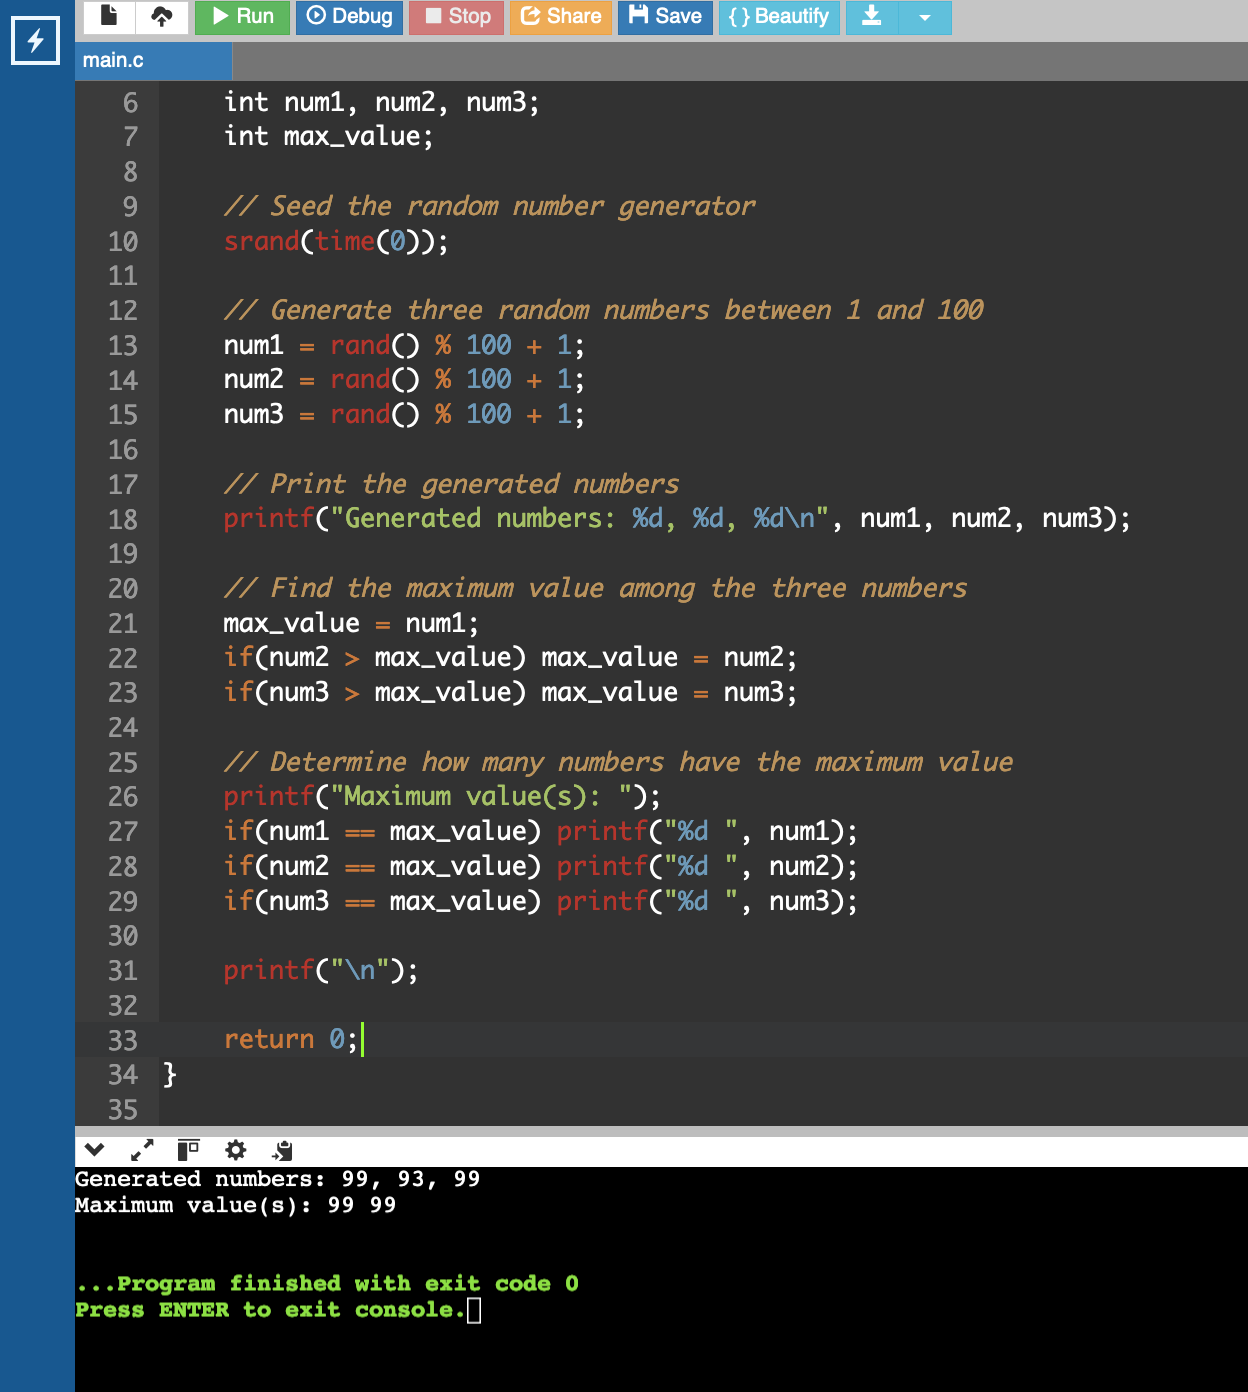 Run Debug Stop Share Save { } Beautify
main.c
6 int num1, num2, num3;
7 int max_value;
8
9 // Seed the random number generator
10 srand(time(0));
11
12 // Generate three random numbers between 1 and 100
13 num1 = rand() % 100 + 1;
14 num2 = rand() % 100 + 1;
15 num3 = rand() % 100 + 1;
16
17 // Print the generated numbers
18 printf("Generated numbers: %d, %d, %d\n", num1, num2, num3);
19
20 // Find the maximum value among the three numbers
21 max_value = num1;
22 if(num2 > max_value) max_value = num2;
23 if(num3 > max_value) max_value = num3;
24
25 // Determine how many numbers have the maximum value
26 printf("Maximum value(s): ");
27 if(num1 == max_value) printf("%d ", num1);
28 if(num2 == max_value) printf("%d ", num2);
29 if(num3 == max_value) printf("%d ", num3);
30
31 printf("\n");
32
33 return 0;
34 }
35
Generated numbers: 99, 93, 99
Maximum value(s): 99 99
...Program finished with exit code 0
Press ENTER to exit console.